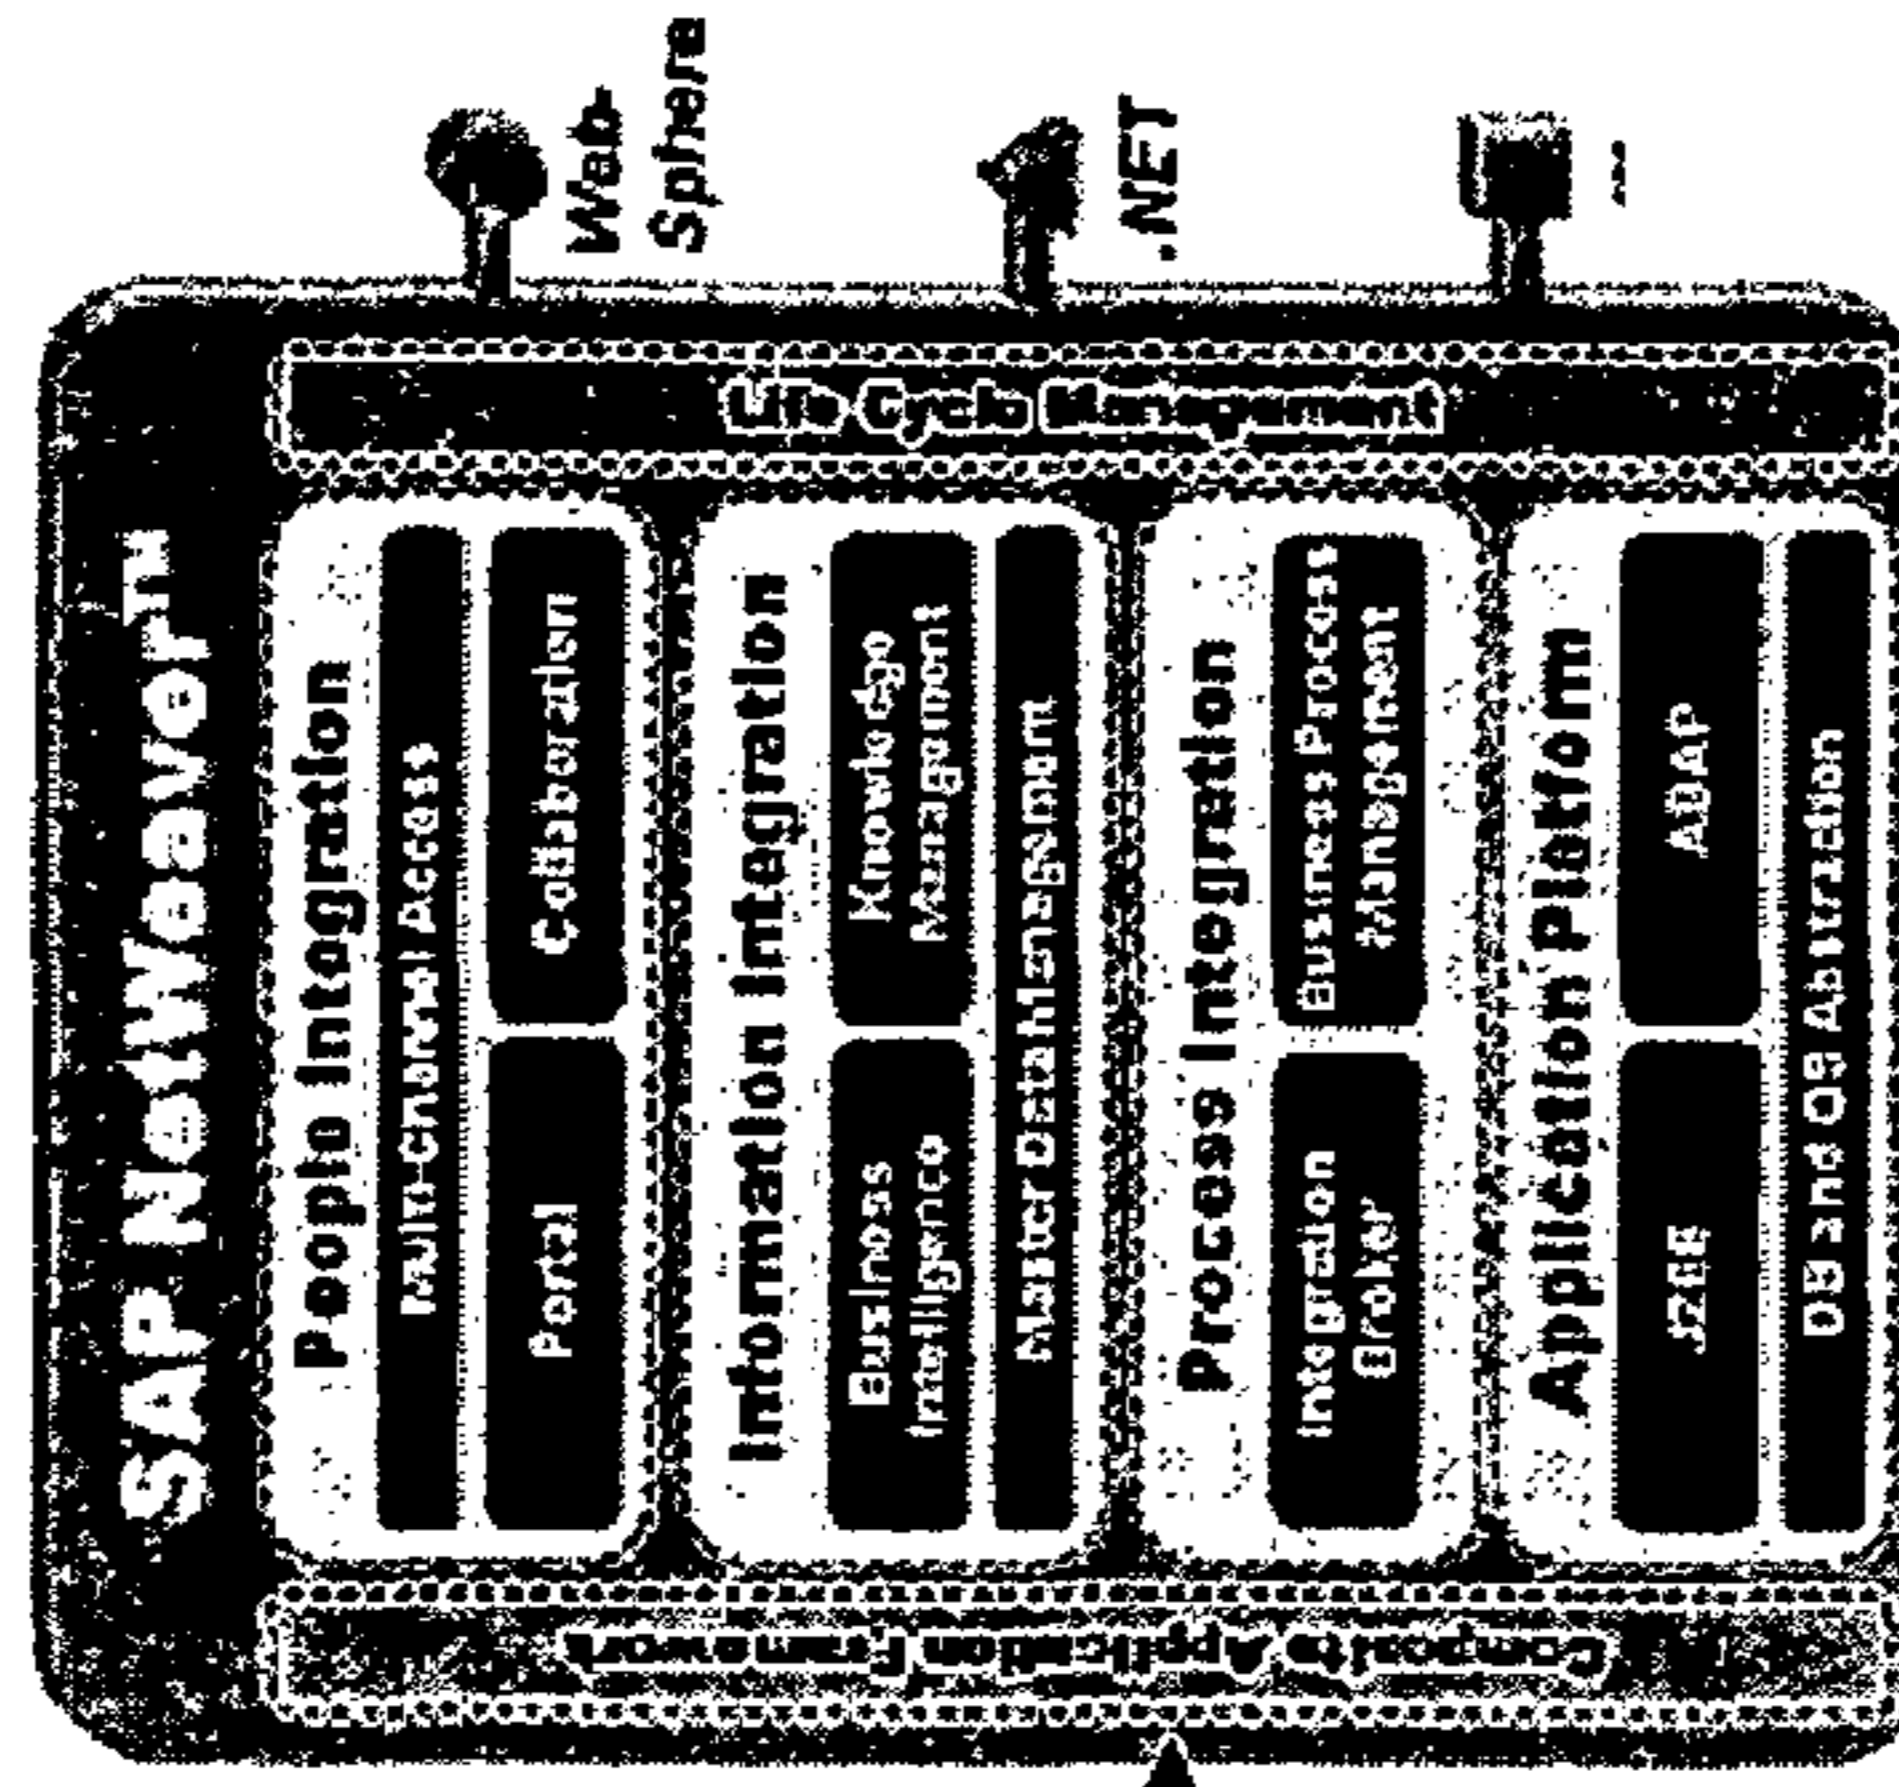 SAP NetWeaver™
People Integration
Multi-Channel Access
Portal
Collaboration
Information Integration
Business
Intelligence
Knowledge
Management
Master Data Management
Process Integration
Integration
Broker
Business Process
Management
Application Platform
J2EE
ABAP
DB and OS Abstraction
Composite Application Framework
Life Cycle Management
Web-
Sphere
.NET
...